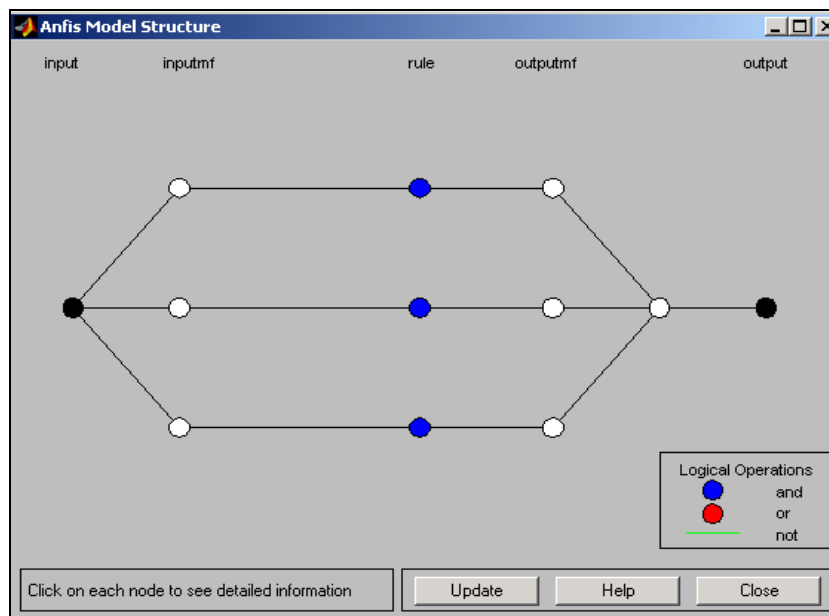 Anfis Model Structure
input inputmf rule outputmf output
Logical Operations
and
or
not
Click on each node to see detailed information Update Help Close